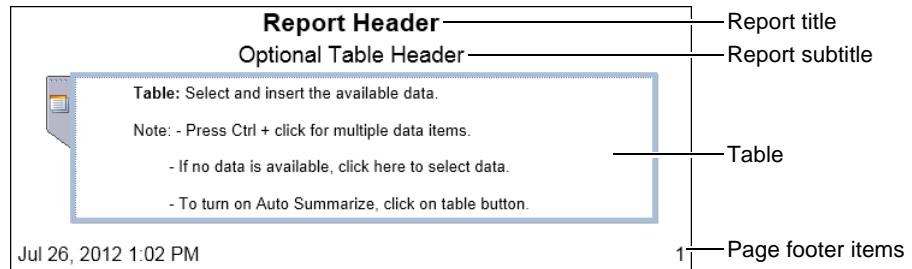 Report Header
Report title
Optional Table Header
Report subtitle
Table: Select and insert the available data.
Note: - Press Ctrl + click for multiple data items.
- If no data is available, click here to select data.
Table
- To turn on Auto Summarize, click on table button.
Jul 26, 2012 1:02 PM
1
Page footer items